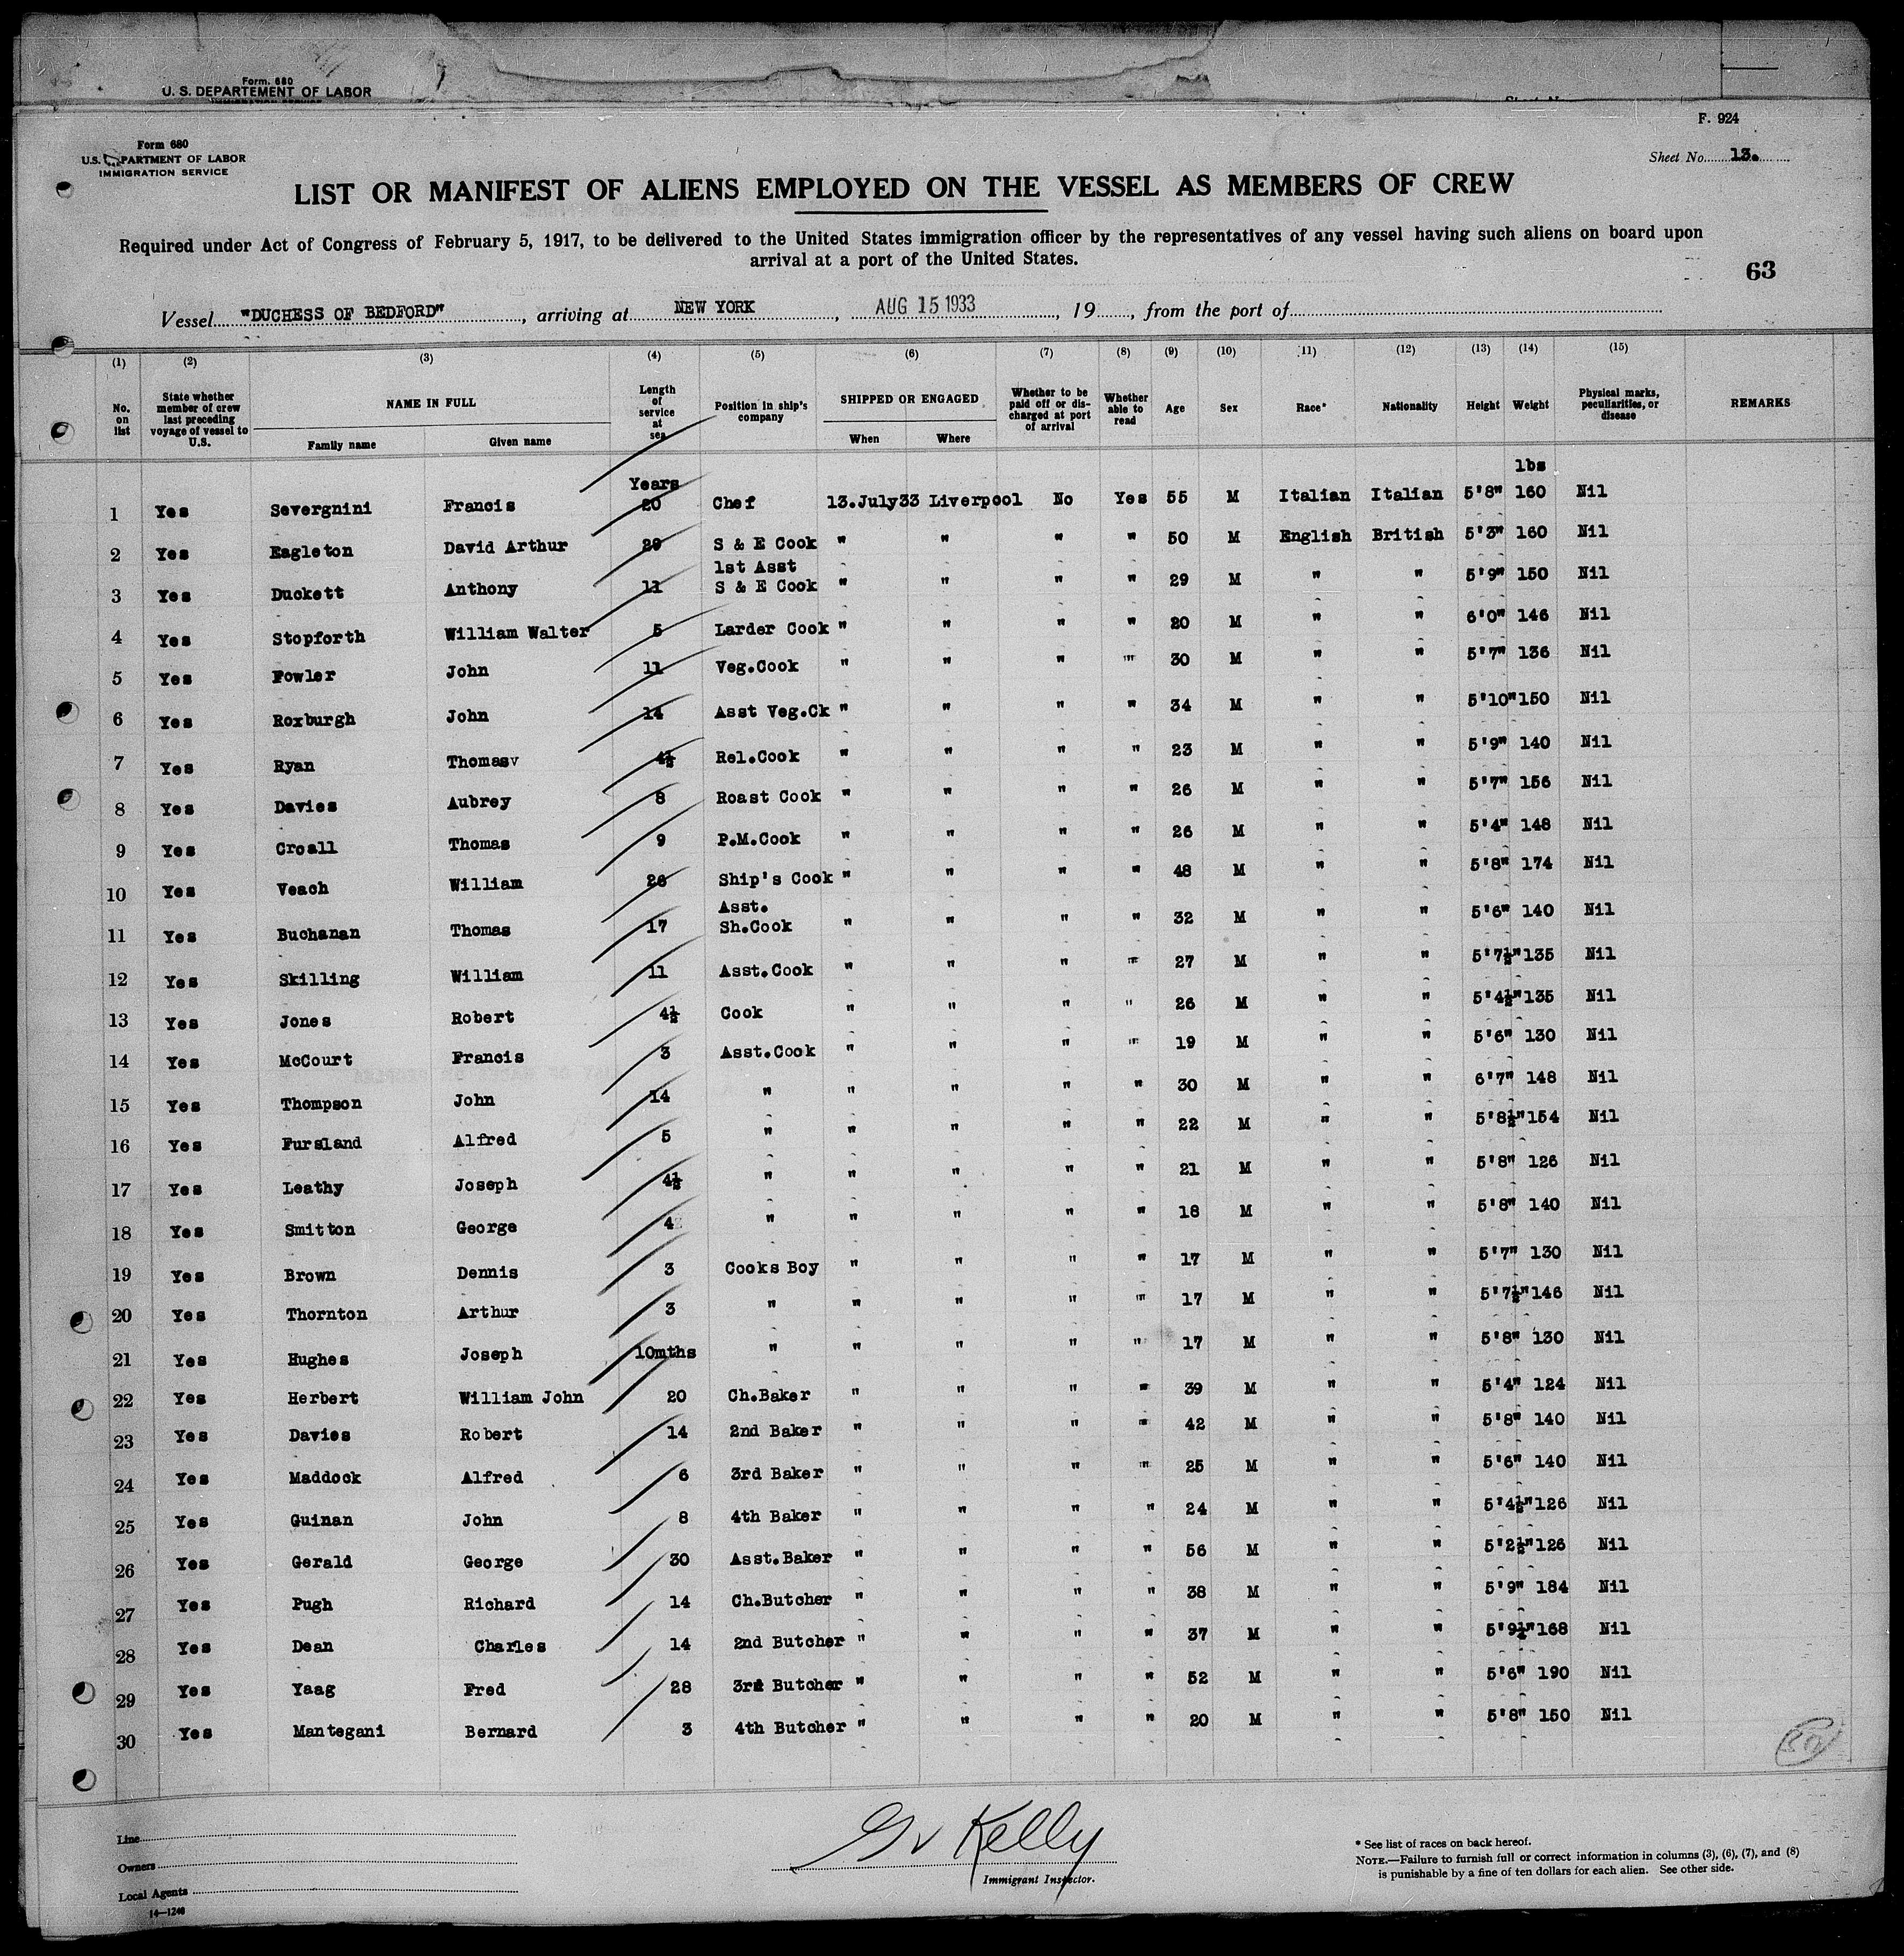 Form. 680
U. S. DEPARTEMENT OF LABOR
F. 924
Form 680
U.S. DEPARTMENT OF LABOR
IMMIGRATION SERVICE
Sheet No. 13.
LIST OR MANIFEST OF ALIENS EMPLOYED ON THE VESSEL AS MEMBERS OF CREW
Required under Act of Congress of February 5, 1917, to be delivered to the United States immigration officer by the representatives of any vessel having such aliens on board upon
arrival at a port of the United States.
63
Vessel "DUCHESS OF BEDFORD", arriving at NEW YORK, AUG 15 1933, 19, from the port of
(1) (2) (3) (4) (5) (6) (7) (8) (9) (10) (11) (12) (13) (14) (15)
No. on list State whether member of crew last preceding voyage of vessel to U.S. NAME IN FULL Family name Given name Length of service at sea Position in ship's company SHIPPED OR ENGAGED When Where Whether to be paid off or discharged at port of arrival Whether able to read Age Sex Race* Nationality Height Weight Physical marks, peculiarities, or disease REMARKS
Years lbs
1 Yes Severgnini Francis 20 Chef 13.July33 Liverpool No Yes 55 M Italian Italian 5'8" 160 Nil
2 Yes Eagleton David Arthur 29 S & E Cook " " " " 50 M English British 5'3" 160 Nil
3 Yes Duckett Anthony 11 1st Asst S & E Cook " " " " 29 M " " 5'9" 150 Nil
4 Yes Stopforth William Walter 5 Larder Cook " " " " 20 M " " 6'0" 146 Nil
5 Yes Fowler John 11 Veg.Cook " " " " 30 M " " 5'7" 136 Nil
6 Yes Roxburgh John 14 Asst Veg.Ck " " " " 34 M " " 5'10" 150 Nil
7 Yes Ryan Thomasv 4½ Rel.Cook " " " " 23 M " " 5'9" 140 Nil
8 Yes Davies Aubrey 8 Roast Cook " " " " 26 M " " 5'7" 156 Nil
9 Yes Croall Thomas 9 P.M.Cook " " " " 26 M " " 5'4" 148 Nil
10 Yes Veach William 26 Ship's Cook " " " " 48 M " " 5'8" 174 Nil
11 Yes Buchanan Thomas 17 Asst. Sh.Cook " " " " 32 M " " 5'6" 140 Nil
12 Yes Skilling William 11 Asst.Cook " " " " 27 M " " 5'7½" 135 Nil
13 Yes Jones Robert 4½ Cook " " " " 26 M " " 5'4½" 135 Nil
14 Yes McCourt Francis 3 Asst.Cook " " " " 19 M " " 5'6" 130 Nil
15 Yes Thompson John 14 " " " " " 30 M " " 6'7" 148 Nil
16 Yes Fursland Alfred 5 " " " " " 22 M " " 5'8½" 154 Nil
17 Yes Leathy Joseph 4½ " " " " " 21 M " " 5'8" 126 Nil
18 Yes Smitton George 4 " " " " " 18 M " " 5'8" 140 Nil
19 Yes Brown Dennis 3 Cooks Boy " " " " 17 M " " 5'7" 130 Nil
20 Yes Thornton Arthur 3 " " " " " 17 M " " 5'7½" 146 Nil
21 Yes Hughes Joseph 10mths " " " " " 17 M " " 5'8" 130 Nil
22 Yes Herbert William John 20 Ch.Baker " " " " 39 M " " 5'4" 124 Nil
23 Yes Davies Robert 14 2nd Baker " " " " 42 M " " 5'8" 140 Nil
24 Yes Maddock Alfred 6 3rd Baker " " " " 25 M " " 5'6" 140 Nil
25 Yes Guinan John 8 4th Baker " " " " 24 M " " 5'4½" 126 Nil
26 Yes Gerald George 30 Asst.Baker " " " " 56 M " " 5'2½" 126 Nil
27 Yes Pugh Richard 14 Ch.Butcher " " " " 38 M " " 5'9" 184 Nil
28 Yes Dean Charles 14 2nd Butcher " " " " 37 M " " 5'9½" 168 Nil
29 Yes Yaag Fred 28 3rd Butcher " " " " 52 M " " 5'6" 190 Nil
30 Yes Mantegani Bernard 3 4th Butcher " " " " 20 M " " 5'8" 150 Nil
Line
Owners
Local Agents
14—1240
Kelly
Immigrant Inspector.
* See list of races on back hereof.
NOTE.—Failure to furnish full or correct information in columns (3), (6), (7), and (8)
is punishable by a fine of ten dollars for each alien. See other side.